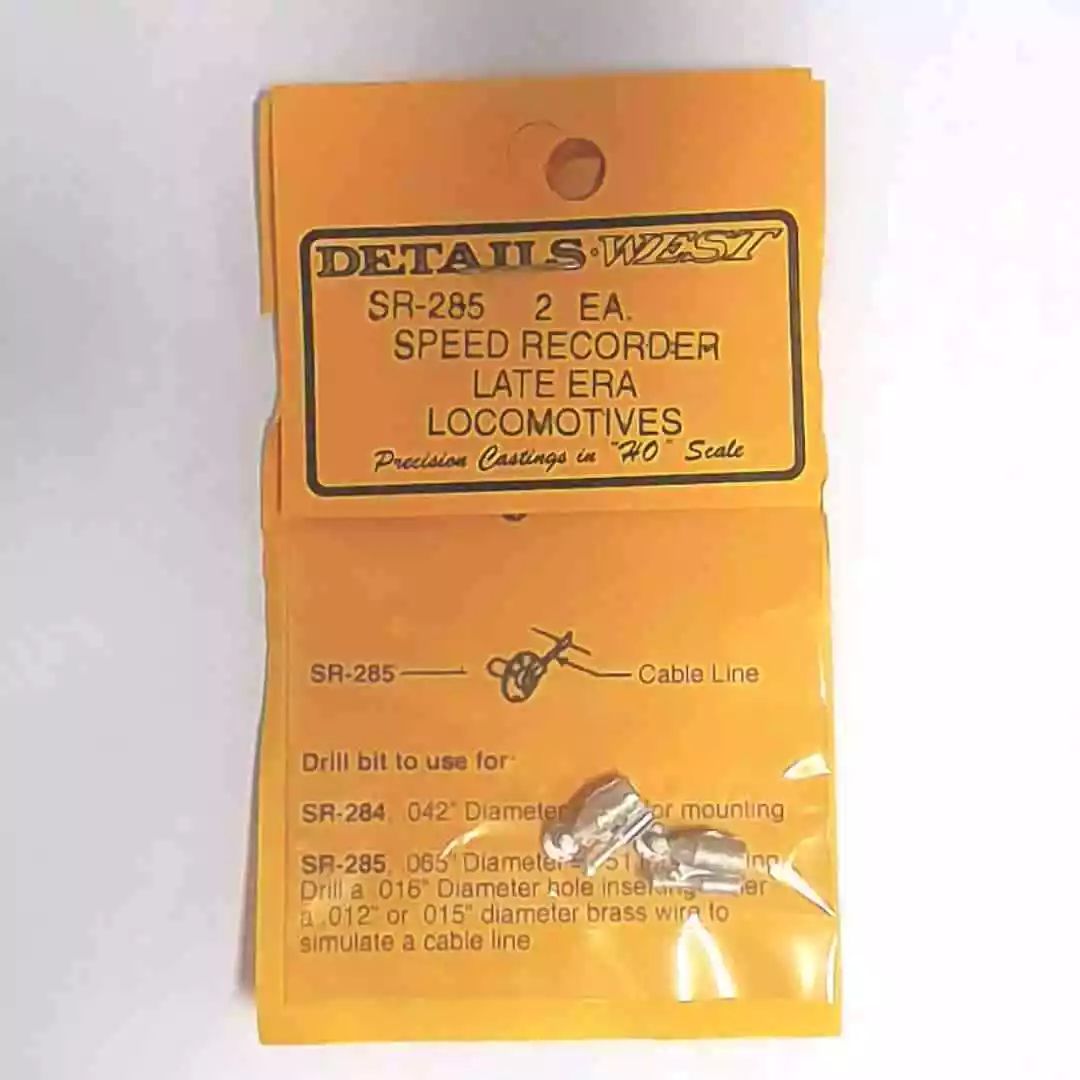 DETAILS WEST
SR-285 2 EA.
SPEED RECORDER
LATE ERA
LOCOMOTIVES
Precision Castings in "HO" Scale
SR-285
Cable Line
Drill bit to use for
SR-284 .042" Diameter or mounting
SR-285 .065" Diameter
Drill a .016" Diameter hole
a .012" or .015" diameter brass wire to
simulate a cable line